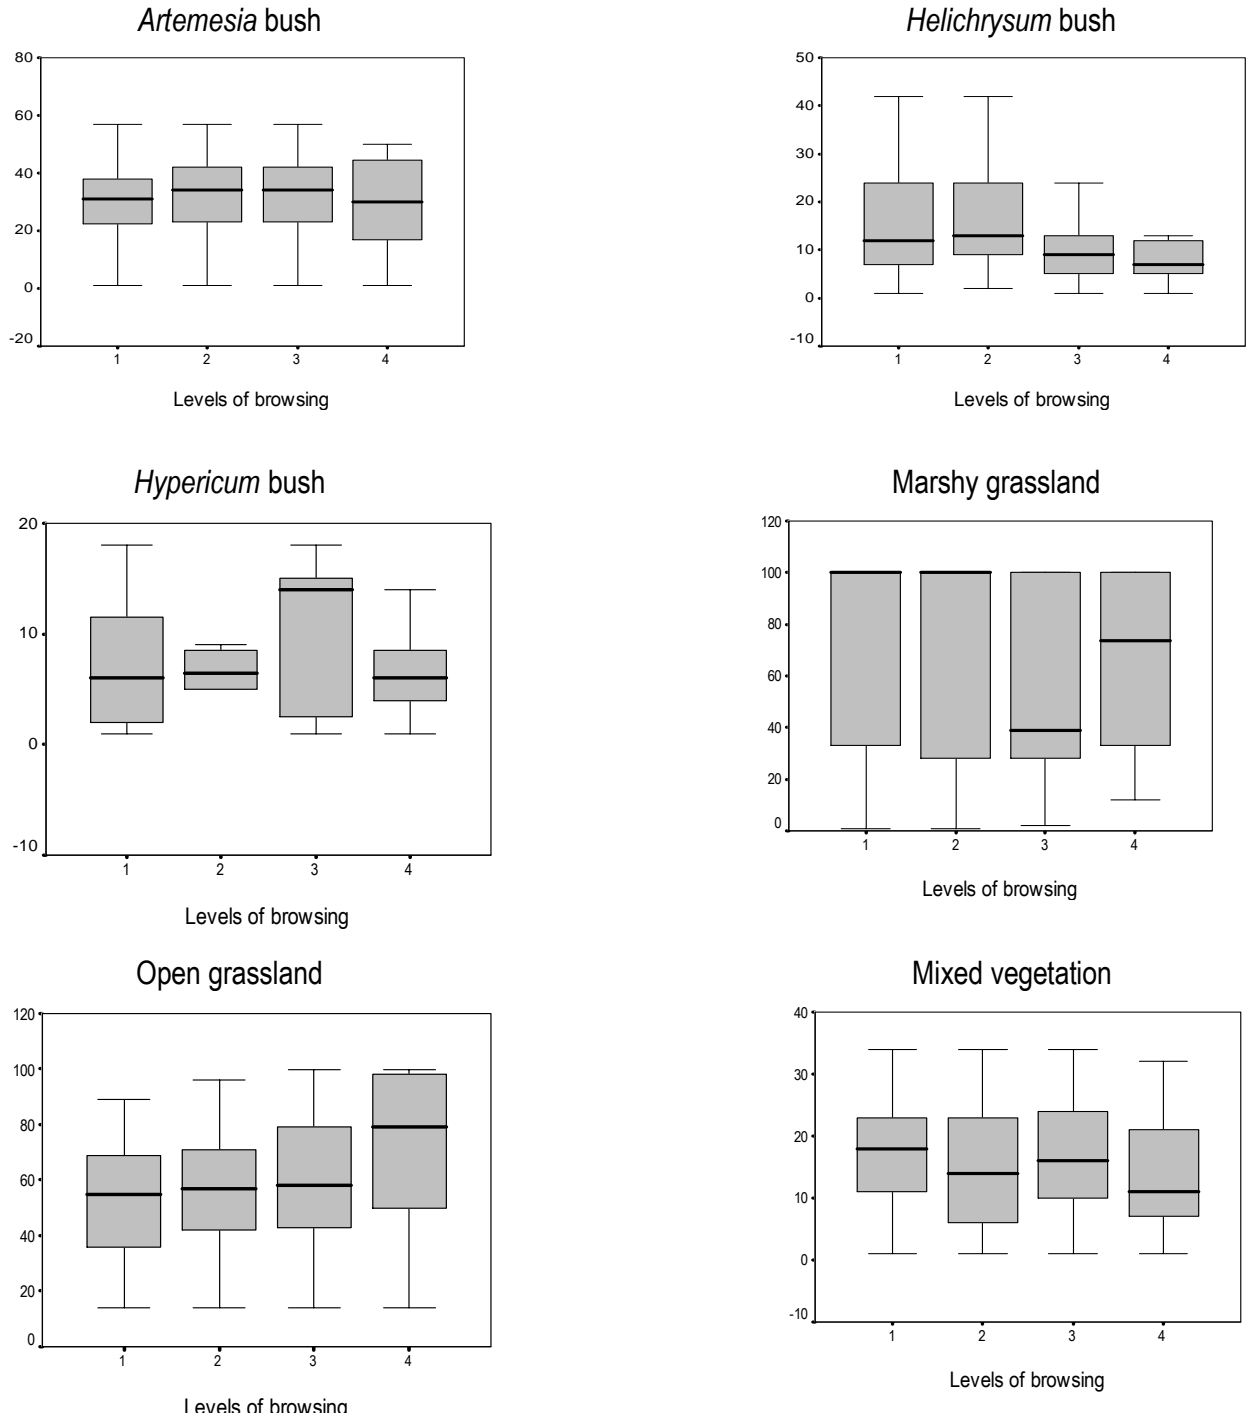 Artemesia bush
80
60
40
20
0
-20
1 2 3 4
Levels of browsing
Helichrysum bush
50
40
30
20
10
0
-10
1 2 3 4
Levels of browsing
Hypericum bush
20
10
0
-10
1 2 3 4
Levels of browsing
Marshy grassland
120
100
80
60
40
20
0
1 2 3 4
Levels of browsing
Open grassland
120
100
80
60
40
20
0
1 2 3 4
Levels of browsing
Mixed vegetation
40
30
20
10
0
-10
1 2 3 4
Levels of browsing